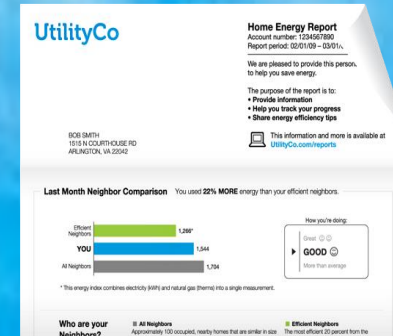 UtilityCo
Home Energy Report
Account number: 1234567890
Report period: 02/01/09 – 03/01/
We are pleased to provide this person
to help you save energy.
The purpose of the report is to:
• Provide information
• Help you track your progress
• Share energy efficiency tips
This information and more is available at
UtilityCo.com/reports
BOB SMITH
1515 N COURTHOUSE RD
ARLINGTON, VA 22042
Last Month Neighbor Comparison You used 22% MORE energy than your efficient neighbors.
Efficient Neighbors 1,266*
YOU 1,544
All Neighbors 1,704
How you're doing:
Great
GOOD
More than average
* This energy index combines electricity (kWh) and natural gas (therms) into a single measurement.
Who are your
Neighbors?
All Neighbors
Approximately 100 occupied, nearby homes that are similar in size
Efficient Neighbors
The most efficient 20 percent from the